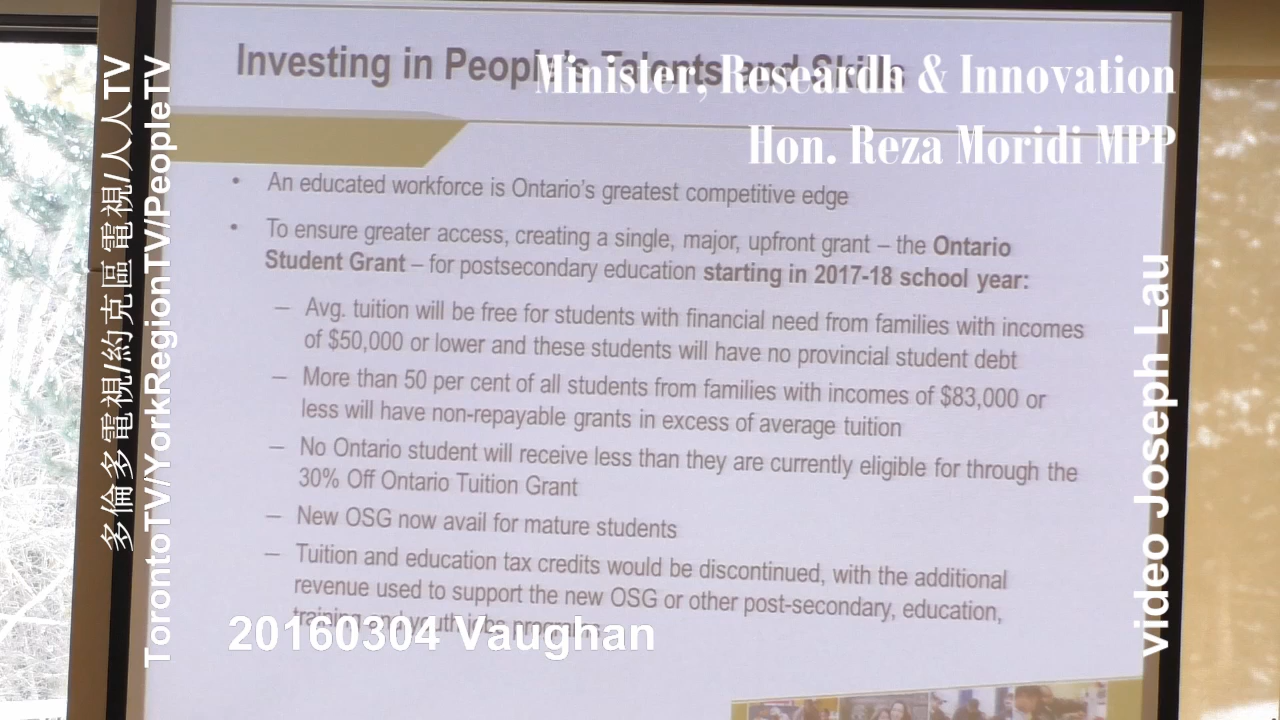 Investing in People's Talents and Skills
Minister, Research & Innovation
Hon. Reza Moridi MPP
• An educated workforce is Ontario's greatest competitive edge
• To ensure greater access, creating a single, major, upfront grant – the Ontario
Student Grant – for postsecondary education starting in 2017-18 school year:
– Avg. tuition will be free for students with financial need from families with incomes
of $50,000 or lower and these students will have no provincial student debt
– More than 50 per cent of all students from families with incomes of $83,000 or
less will have non-repayable grants in excess of average tuition
– No Ontario student will receive less than they are currently eligible for through the
30% Off Ontario Tuition Grant
– New OSG now avail for mature students
– Tuition and education tax credits would be discontinued, with the additional
revenue used to support the new OSG or other post-secondary, education,
training and youth jobs programs
20160304 Vaughan
多倫多電視/約克區電視/人人TV
TorontoTV/YorkRegionTV/PeopleTV
video Joseph Lau